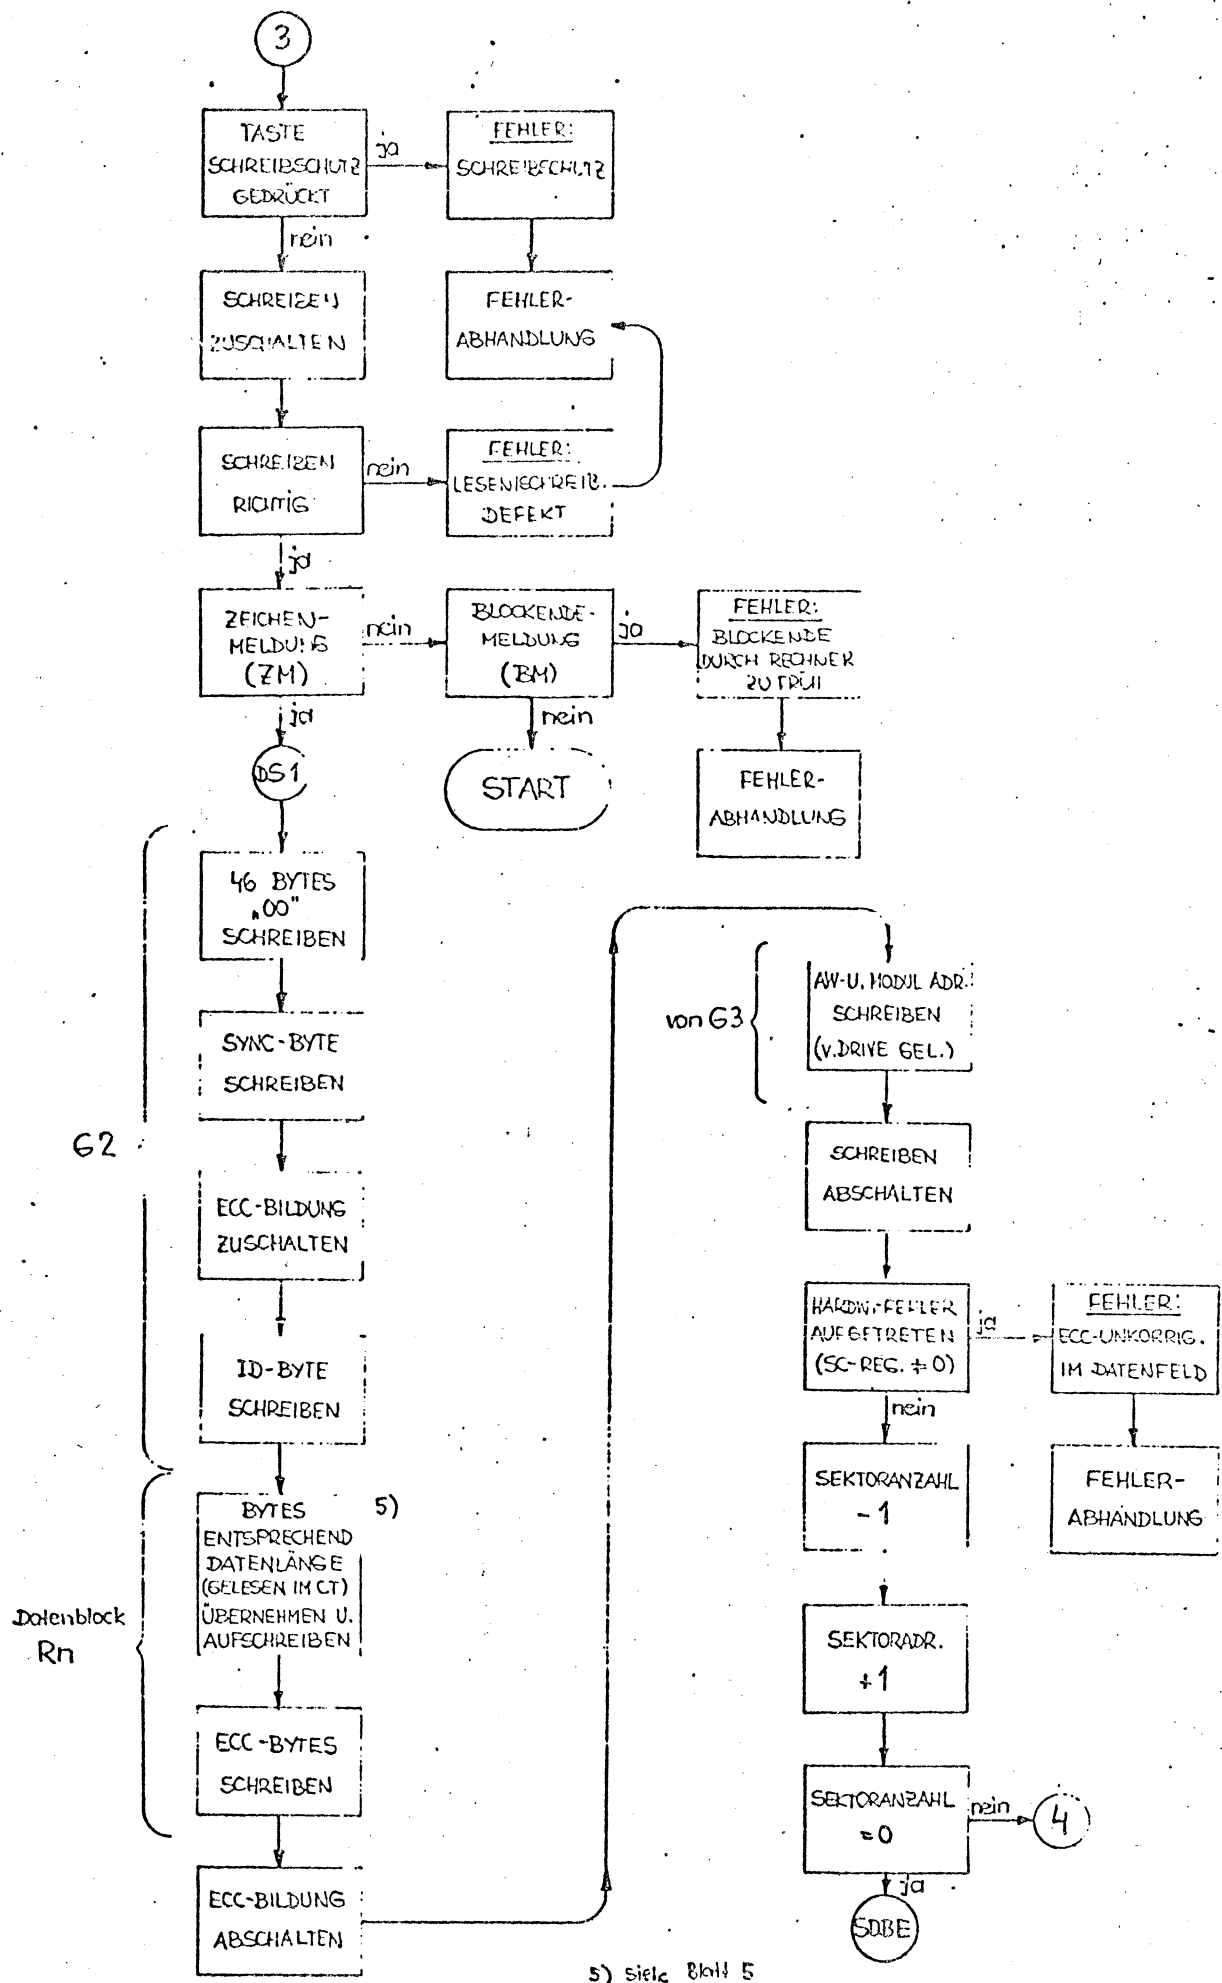 3
TASTE
SCHREIBSCHUTZ
GEDRÜCKT
ja
FEHLER:
SCHREIBSCHUTZ
nein
SCHREIBEN
ZUSCHALTEN
FEHLER-
ABHANDLUNG
SCHREIBEN
RICHTIG
nein
FEHLER:
LESEN/SCHREIB.
DEFEKT
ja
ZEICHEN-
MELDUNG
(ZM)
nein
BLOCKENDE-
MELDUNG
(BM)
ja
FEHLER:
BLOCKENDE
DURCH RECHNER
ZU FRÜH
ja
nein
DS1
START
FEHLER-
ABHANDLUNG
G2
46 BYTES
"00"
SCHREIBEN
SYNC-BYTE
SCHREIBEN
ECC-BILDUNG
ZUSCHALTEN
ID-BYTE
SCHREIBEN
Datenblock
Rn
BYTES 5)
ENTSPRECHEND
DATENLÄNGE
(GELESEN IM CT)
ÜBERNEHMEN U.
AUFSCHREIBEN
ECC-BYTES
SCHREIBEN
ECC-BILDUNG
ABSCHALTEN
von G3
AW-U. MODUL ADR.
SCHREIBEN
(V. DRIVE GEL.)
SCHREIBEN
ABSCHALTEN
HARDW.-FEHLER
AUFGETRETEN
(SC-REG. ≠ 0)
ja
FEHLER:
ECC-UNKORRIG.
IM DATENFELD
nein
FEHLER-
ABHANDLUNG
SEKTORANZAHL
-1
SEKTORADR.
+1
SEKTORANZAHL
=0
nein
4
ja
SDBE
5) Siehe Blatt 5